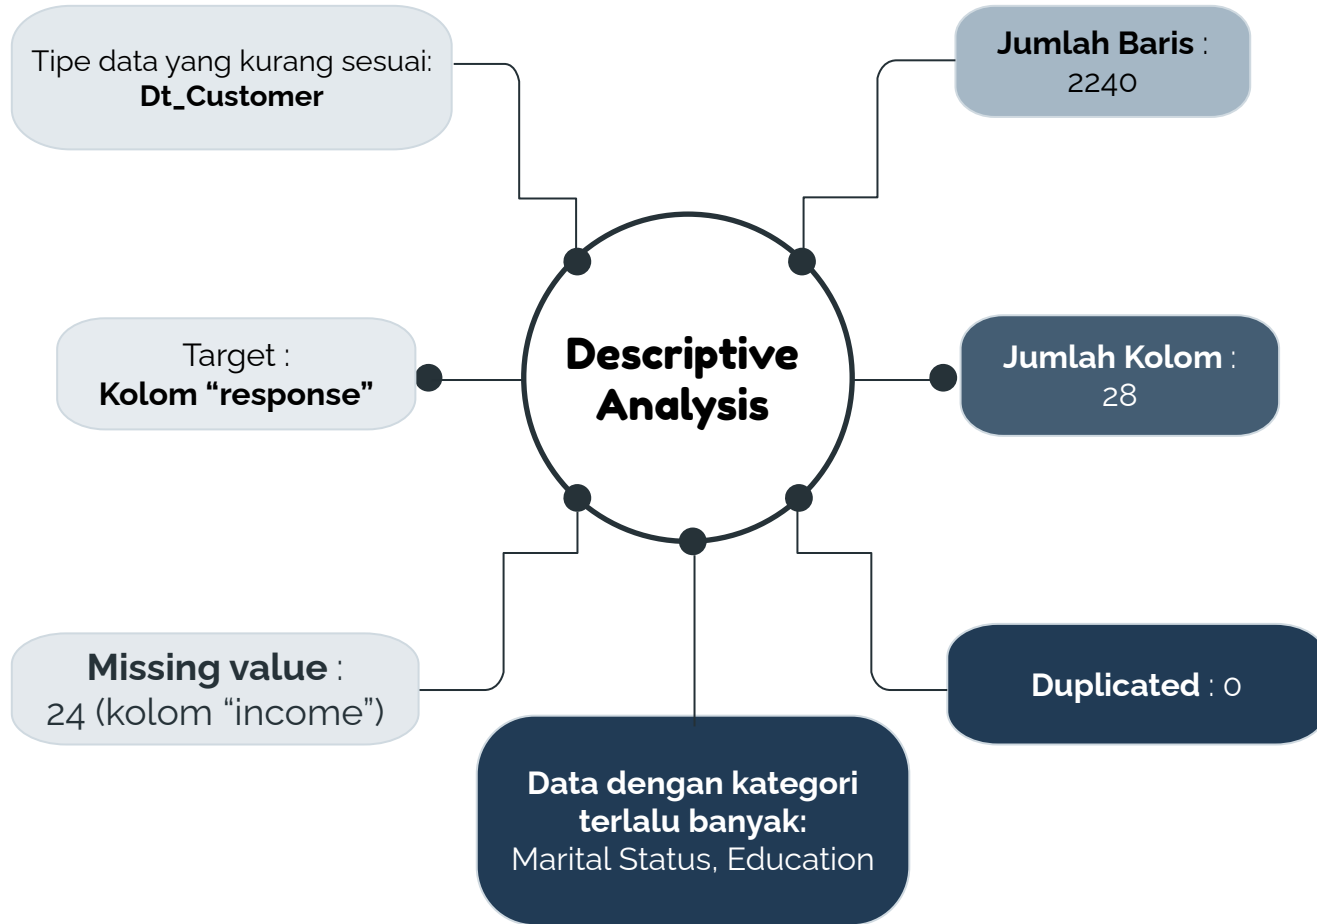 Tipe data yang kurang sesuai:
Dt_Customer
Jumlah Baris :
2240
Target :
Kolom “response”
Descriptive
Analysis
Jumlah Kolom :
28
Missing value :
24 (kolom “income”)
Duplicated : 0
Data dengan kategori
terlalu banyak:
Marital Status, Education